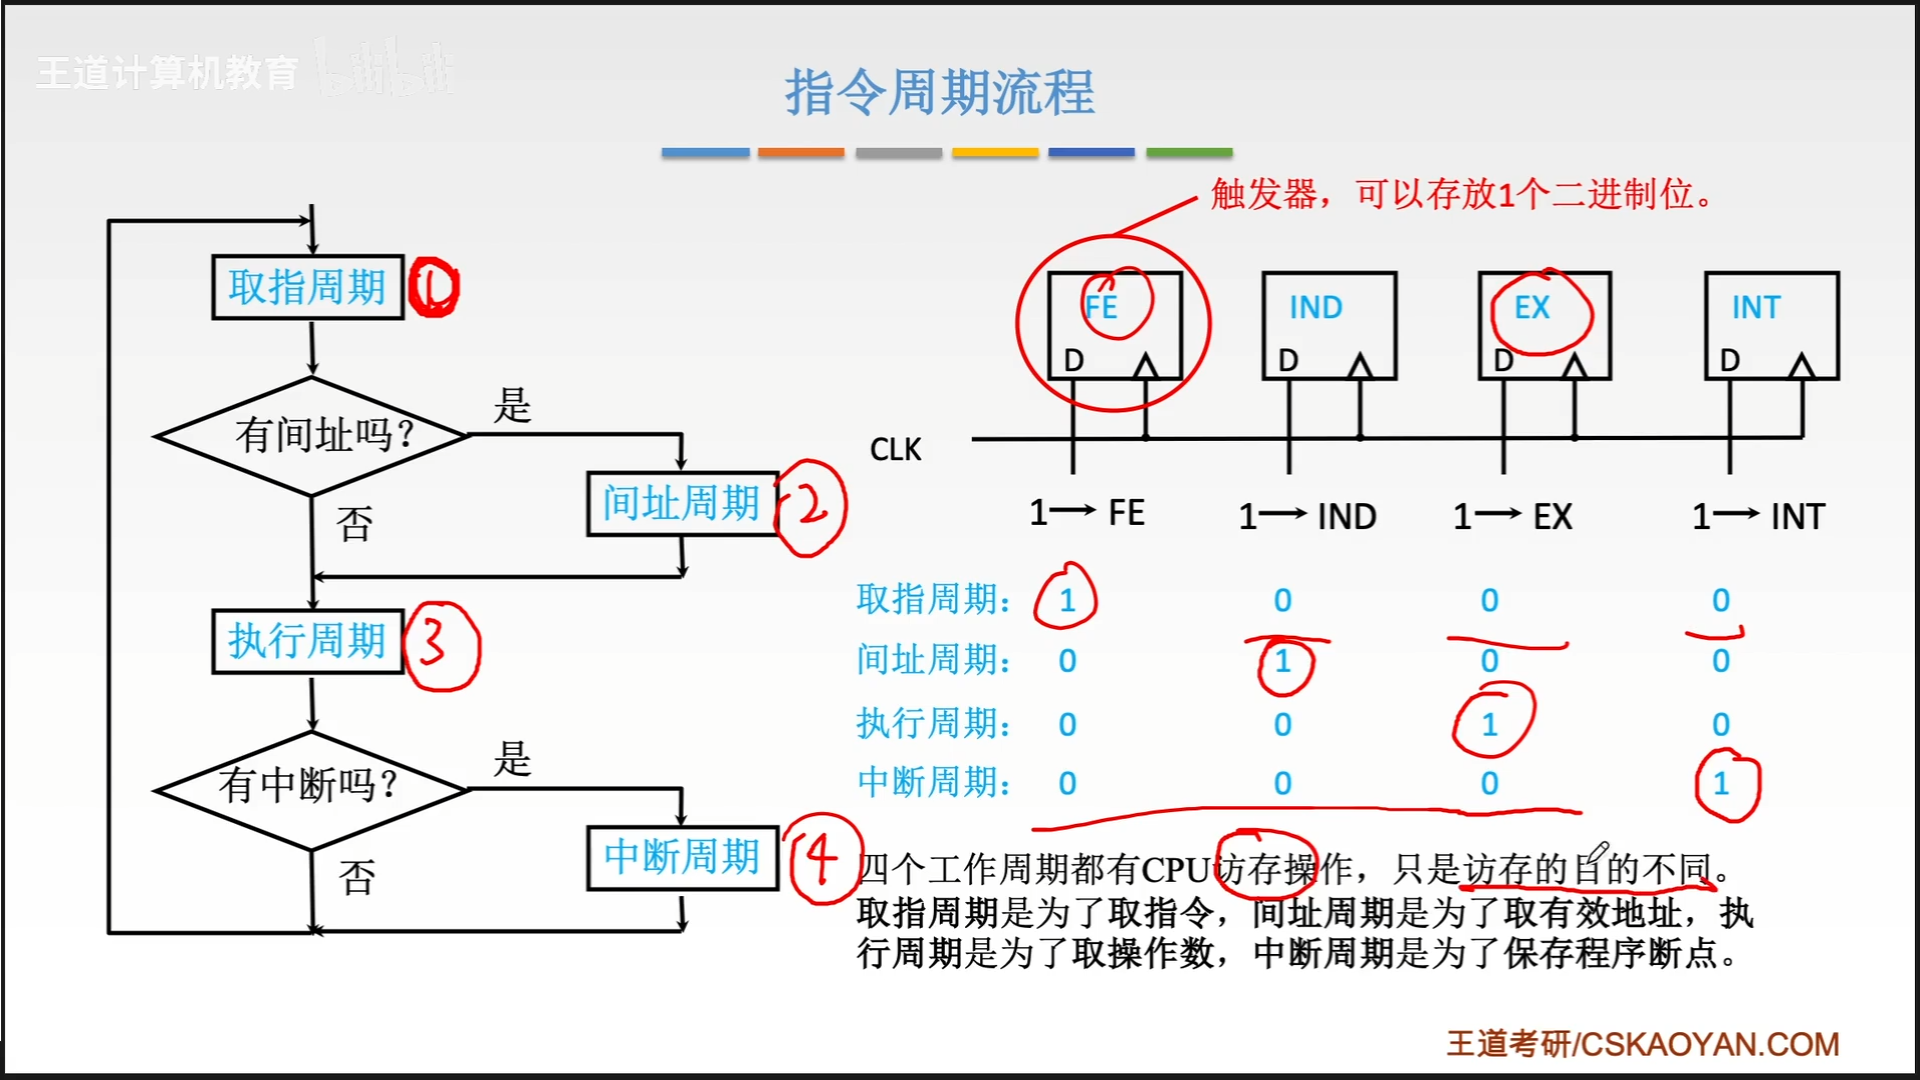 王道计算机教育 bilibili
指令周期流程
触发器，可以存放1个二进制位。
取指周期 1
有间址吗？
是
否
间址周期 2
执行周期 3
有中断吗？
是
否
中断周期 4
FE IND EX INT
D D D D
CLK
1→ FE 1→ IND 1→ EX 1→ INT
取指周期： 1 0 0 0
间址周期： 0 1 0 0
执行周期： 0 0 1 0
中断周期： 0 0 0 1
四个工作周期都有CPU访存操作，只是访存的目的不同。
取指周期是为了取指令，间址周期是为了取有效地址，执
行周期是为了取操作数，中断周期是为了保存程序断点。
王道考研/CSKAOYAN.COM